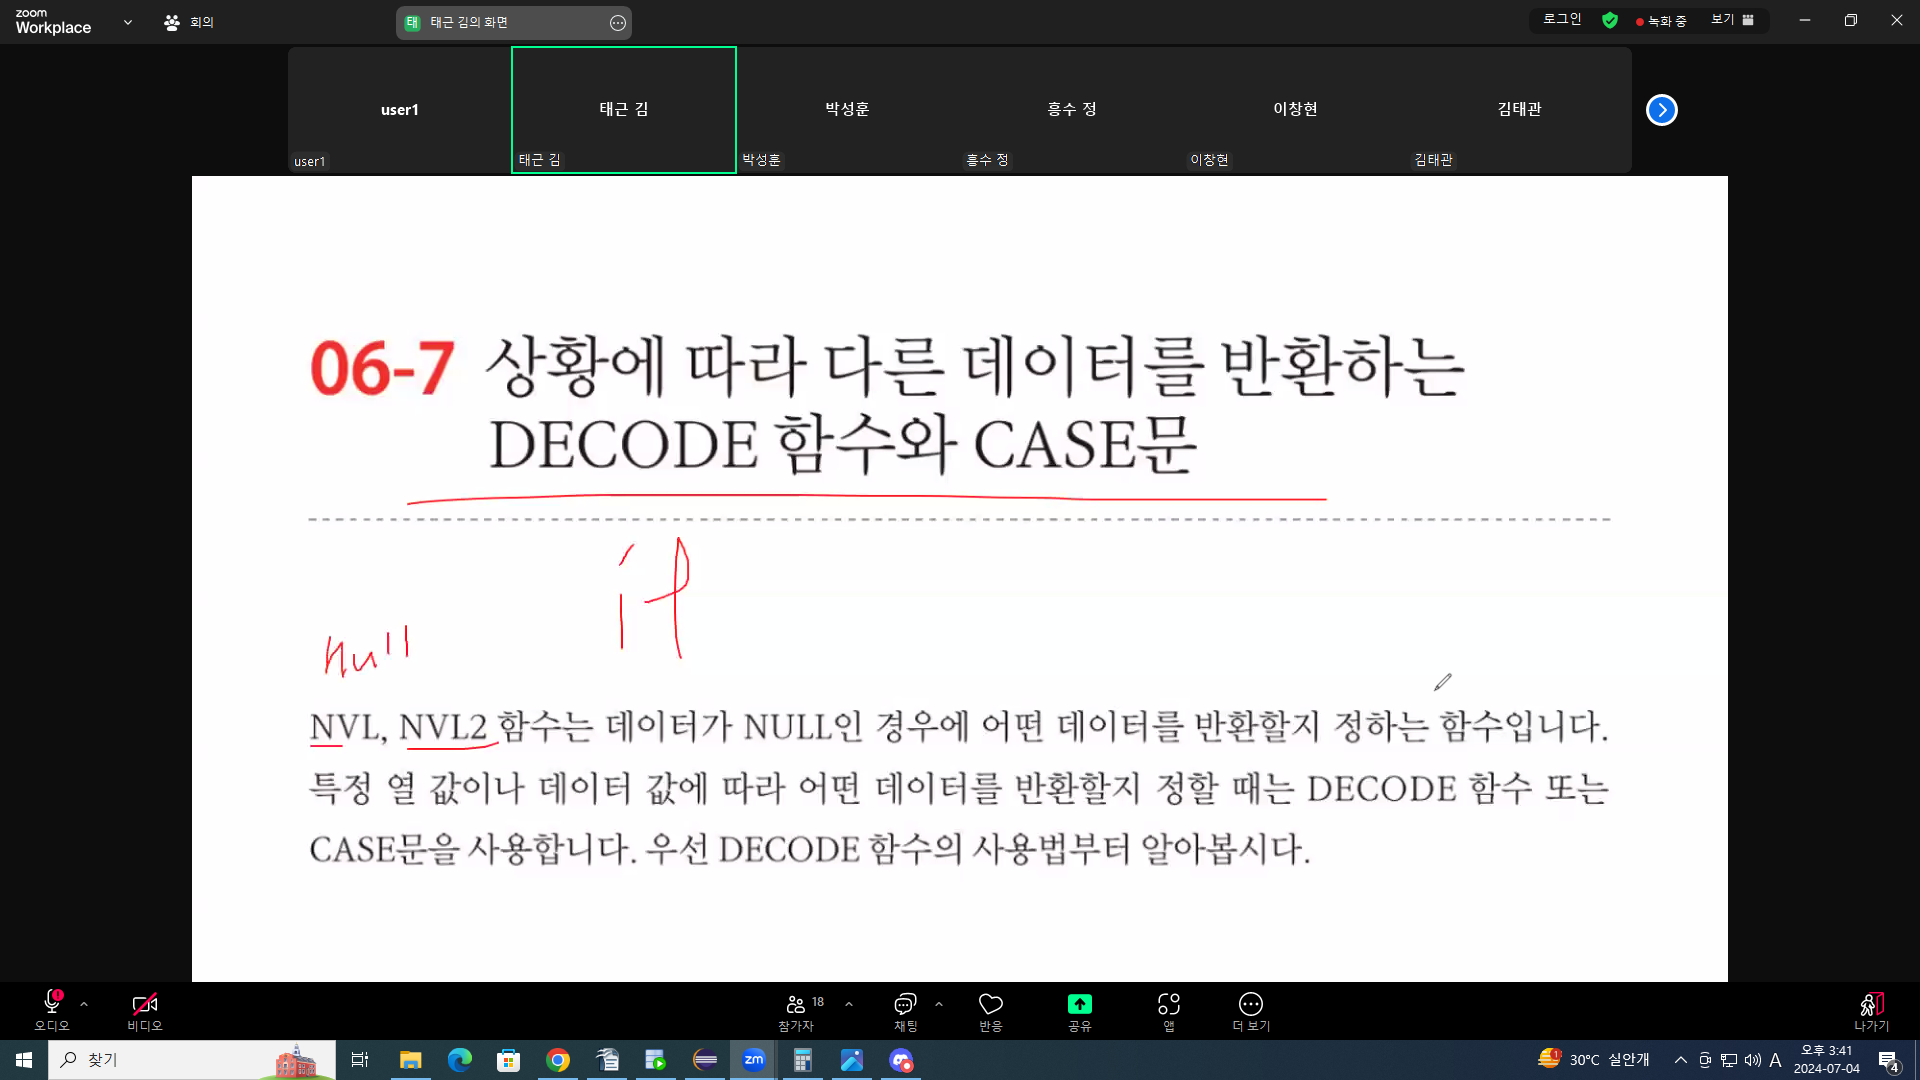 zoom
Workplace
회의
태 태근 김의 화면
로그인
녹화 중
보기
user1
태근 김
박성훈
흥수 정
이창현
김태관
user1
태근 김
박성훈
흥수 정
이창현
김태관
06-7 상황에 따라 다른 데이터를 반환하는
DECODE 함수와 CASE문
if
Null
NVL, NVL2 함수는 데이터가 NULL인 경우에 어떤 데이터를 반환할지 정하는 함수입니다.
특정 열 값이나 데이터 값에 따라 어떤 데이터를 반환할지 정할 때는 DECODE 함수 또는
CASE문을 사용합니다. 우선 DECODE 함수의 사용법부터 알아봅시다.
오디오
비디오
18
참가자
채팅
반응
공유
앱
더 보기
나가기
찾기
zm
1
30°C 실안개
A
오후 3:41
2024-07-04
4